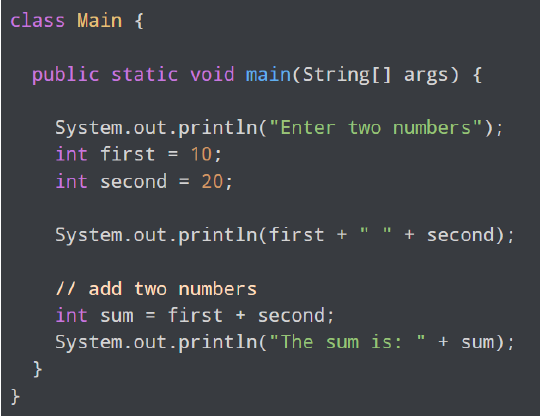 class Main {
public static void main(String[] args) {
System.out.println("Enter two numbers");
int first = 10;
int second = 20;
System.out.println(first + " " + second);
// add two numbers
int sum = first + second;
System.out.println("The sum is: " + sum);
}
}